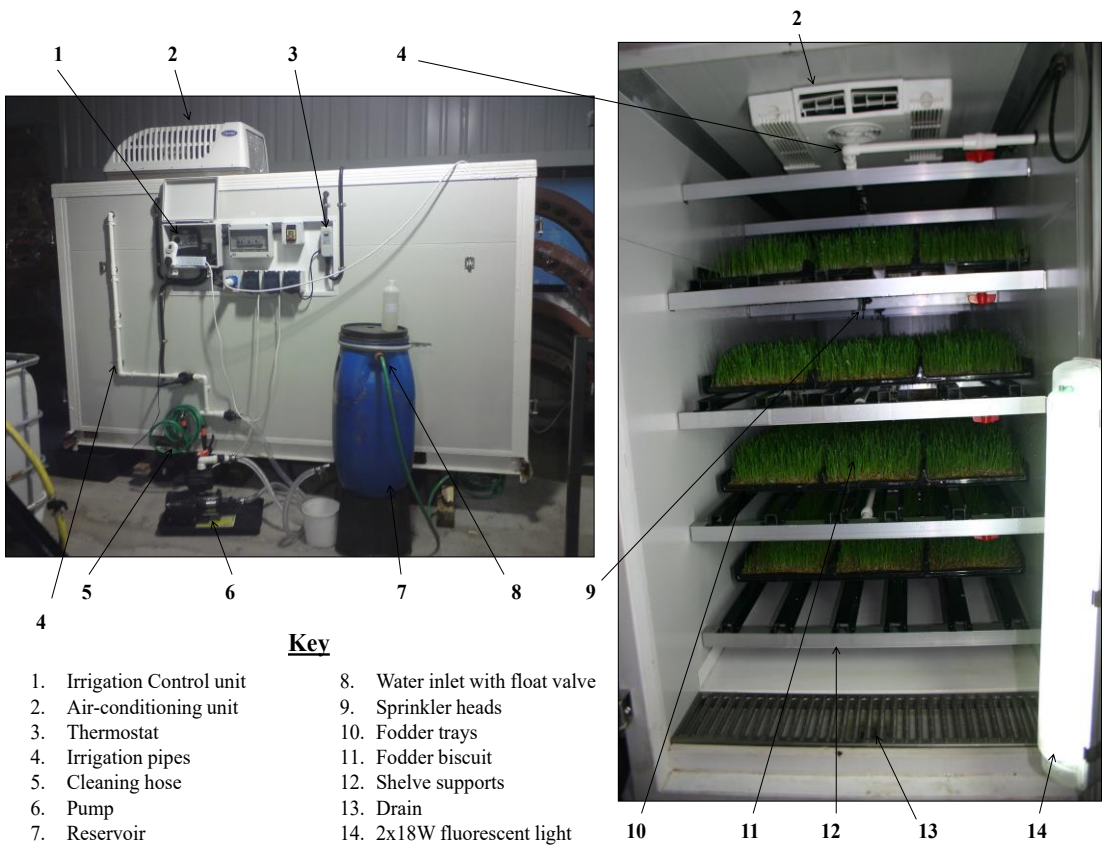 2
1 2 3 4
4 5 6 7 8 9
10 11 12 13 14
Key
1. Irrigation Control unit
2. Air-conditioning unit
3. Thermostat
4. Irrigation pipes
5. Cleaning hose
6. Pump
7. Reservoir
8. Water inlet with float valve
9. Sprinkler heads
10. Fodder trays
11. Fodder biscuit
12. Shelve supports
13. Drain
14. 2x18W fluorescent light